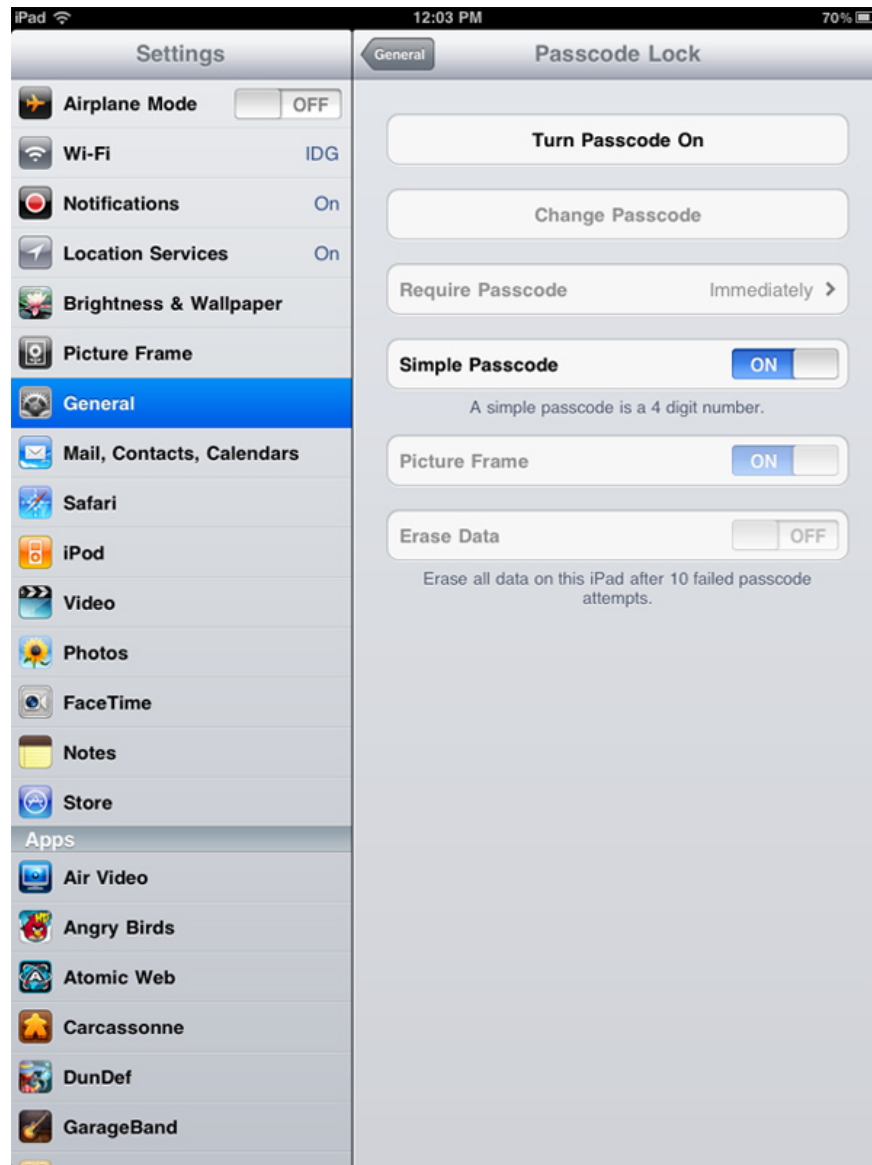 iPad 12:03 PM 70%
Settings
Airplane Mode OFF
Wi-Fi IDG
Notifications On
Location Services On
Brightness & Wallpaper
Picture Frame
General
Mail, Contacts, Calendars
Safari
iPod
Video
Photos
FaceTime
Notes
Store
Apps
Air Video
Angry Birds
Atomic Web
Carcassonne
DunDef
GarageBand
General Passcode Lock
Turn Passcode On
Change Passcode
Require Passcode Immediately
Simple Passcode ON
A simple passcode is a 4 digit number.
Picture Frame ON
Erase Data OFF
Erase all data on this iPad after 10 failed passcode
attempts.